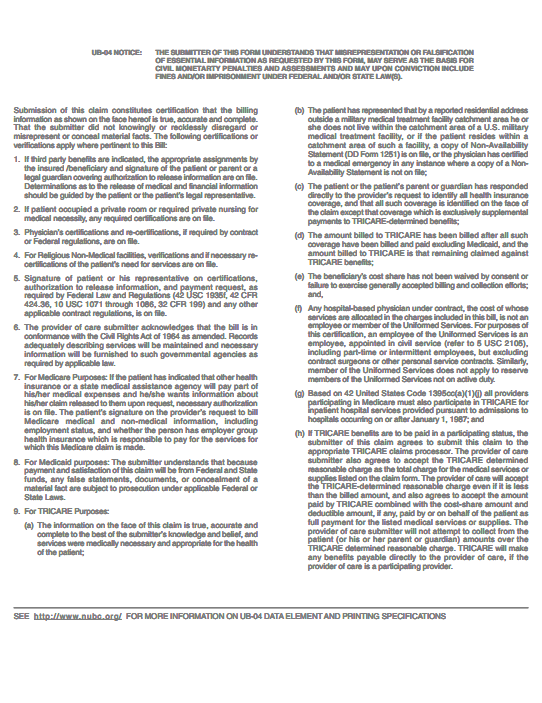 UB-04 NOTICE: THE SUBMITTER OF THIS FORM UNDERSTANDS THAT MISREPRESENTATION OR FALSIFICATION
OF ESSENTIAL INFORMATION AS REQUESTED BY THIS FORM, MAY SERVE AS THE BASIS FOR
CIVIL MONETARY PENALTIES AND ASSESSMENTS AND MAY UPON CONVICTION INCLUDE
FINES AND/OR IMPRISONMENT UNDER FEDERAL AND/OR STATE LAW(S).
Submission of this claim constitutes certification that the billing
information as shown on the face hereof is true, accurate and complete.
That the submitter did not knowingly or recklessly disregard or
misrepresent or conceal material facts. The following certifications or
verifications apply where pertinent to this Bill:
1. If third party benefits are indicated, the appropriate assignments by
the insured /beneficiary and signature of the patient or parent or a
legal guardian covering authorization to release information are on file.
Determinations as to the release of medical and financial information
should be guided by the patient or the patient's legal representative.
2. If patient occupied a private room or required private nursing for
medical necessity, any required certifications are on file.
3. Physician's certifications and re-certifications, if required by contract
or Federal regulations, are on file.
4. For Religious Non-Medical facilities, verifications and if necessary re-
certifications of the patient's need for services are on file.
5. Signature of patient or his representative on certifications,
authorization to release information, and payment request, as
required by Federal Law and Regulations (42 USC 1935f, 42 CFR
424.36, 10 USC 1071 through 1086, 32 CFR 199) and any other
applicable contract regulations, is on file.
6. The provider of care submitter acknowledges that the bill is in
conformance with the Civil Rights Act of 1964 as amended. Records
adequately describing services will be maintained and necessary
information will be furnished to such governmental agencies as
required by applicable law.
7. For Medicare Purposes: If the patient has indicated that other health
insurance or a state medical assistance agency will pay part of
his/her medical expenses and he/she wants information about
his/her claim released to them upon request, necessary authorization
is on file. The patient's signature on the provider's request to bill
Medicare medical and non-medical information, including
employment status, and whether the person has employer group
health insurance which is responsible to pay for the services for
which this Medicare claim is made.
8. For Medicaid purposes: The submitter understands that because
payment and satisfaction of this claim will be from Federal and State
funds, any false statements, documents, or concealment of a
material fact are subject to prosecution under applicable Federal or
State Laws.
9. For TRICARE Purposes:
(a) The information on the face of this claim is true, accurate and
complete to the best of the submitter's knowledge and belief, and
services were medically necessary and appropriate for the health
of the patient;
(b) The patient has represented that by a reported residential address
outside a military medical treatment facility catchment area he or
she does not live within the catchment area of a U.S. military
medical treatment facility, or if the patient resides within a
catchment area of such a facility, a copy of Non-Availability
Statement (DD Form 1251) is on file, or the physician has certified
to a medical emergency in any instance where a copy of a Non-
Availability Statement is not on file;
(c) The patient or the patient's parent or guardian has responded
directly to the provider's request to identify all health insurance
coverage, and that all such coverage is identified on the face of
the claim except that coverage which is exclusively supplemental
payments to TRICARE-determined benefits;
(d) The amount billed to TRICARE has been billed after all such
coverage have been billed and paid excluding Medicaid, and the
amount billed to TRICARE is that remaining claimed against
TRICARE benefits;
(e) The beneficiary's cost share has not been waived by consent or
failure to exercise generally accepted billing and collection efforts;
and,
(f) Any hospital-based physician under contract, the cost of whose
services are allocated in the charges included in this bill, is not an
employee or member of the Uniformed Services. For purposes of
this certification, an employee of the Uniformed Services is an
employee, appointed in civil service (refer to 5 USC 2105),
including part-time or intermittent employees, but excluding
contract surgeons or other personal service contracts. Similarly,
member of the Uniformed Services does not apply to reserve
members of the Uniformed Services not on active duty.
(g) Based on 42 United States Code 1395cc(a)(1)(j) all providers
participating in Medicare must also participate in TRICARE for
inpatient hospital services provided pursuant to admissions to
hospitals occurring on or after January 1, 1987; and
(h) If TRICARE benefits are to be paid in a participating status, the
submitter of this claim agrees to submit this claim to the
appropriate TRICARE claims processor. The provider of care
submitter also agrees to accept the TRICARE determined
reasonable charge as the total charge for the medical services or
supplies listed on the claim form. The provider of care will accept
the TRICARE-determined reasonable charge even if it is less
than the billed amount, and also agrees to accept the amount
paid by TRICARE combined with the cost-share amount and
deductible amount, if any, paid by or on behalf of the patient as
full payment for the listed medical services or supplies. The
provider of care submitter will not attempt to collect from the
patient (or his or her parent or guardian) amounts over the
TRICARE determined reasonable charge. TRICARE will make
any benefits payable directly to the provider of care, if the
provider of care is a participating provider.
SEE http://www.nubc.org/ FOR MORE INFORMATION ON UB-04 DATA ELEMENT AND PRINTING SPECIFICATIONS